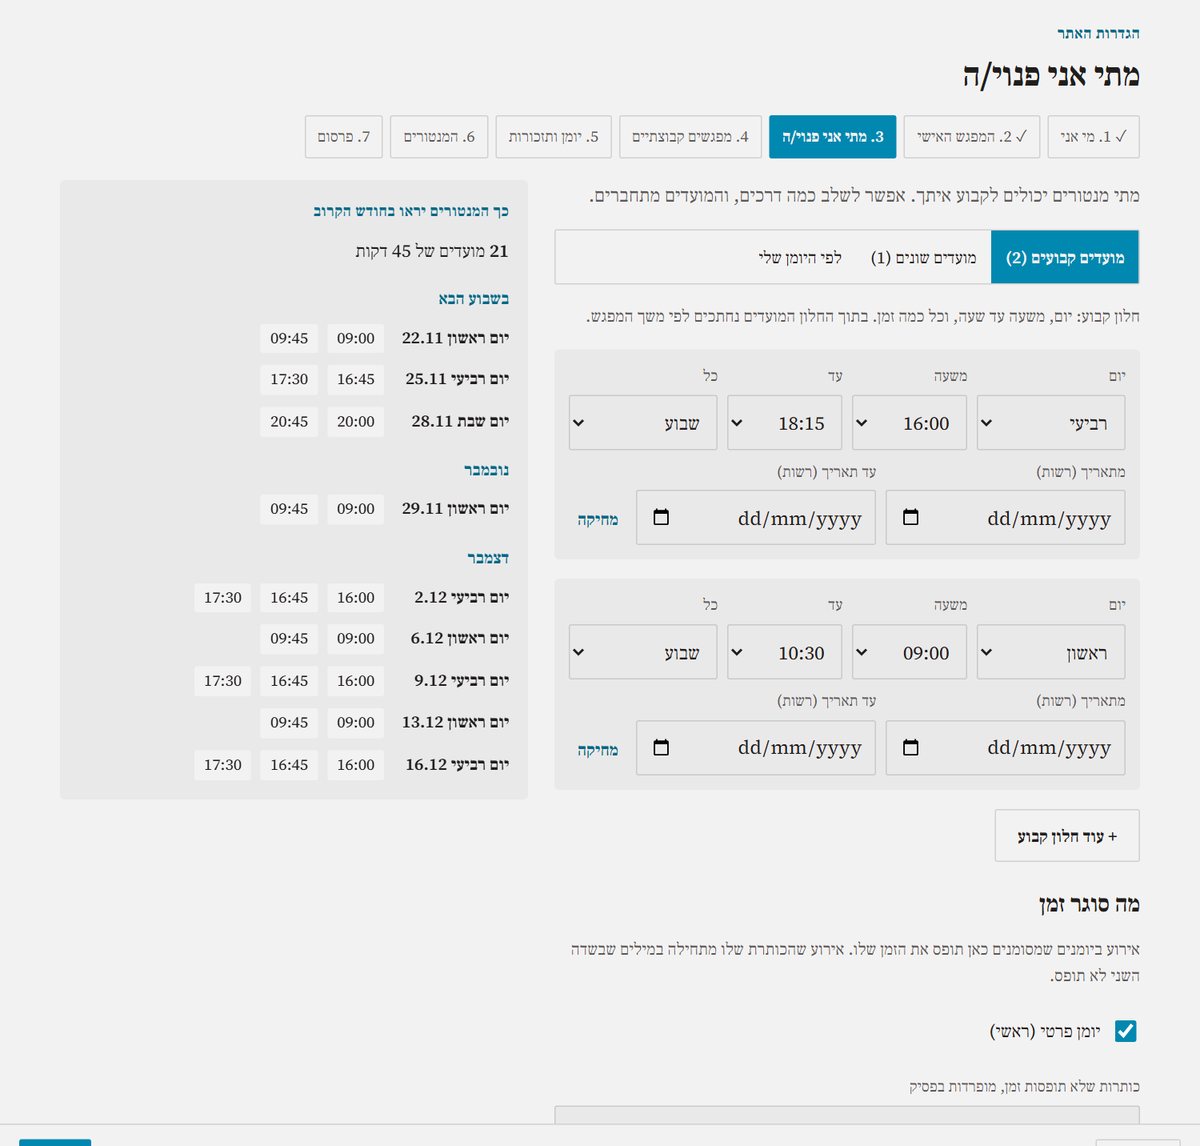 הגדרות האתר
מתי אני פנוי/ה
✓ 1. מי אני
✓ 2. המפגש האישי
3. מתי אני פנוי/ה
4. מפגשים קבוצתיים
5. יומן ותזכורות
6. המנטורים
7. פרסום
מתי מנטורים יכולים לקבוע איתך. אפשר לשלב כמה דרכים, והמועדים מתחברים.
מועדים קבועים (2)
מועדים שונים (1)
לפי היומן שלי
חלון קבוע: יום, משעה עד שעה, וכל כמה זמן. בתוך החלון המועדים נחתכים לפי משך המפגש.
יום משעה עד כל
רביעי 16:00 18:15 שבוע
מתאריך (רשות) עד תאריך (רשות)
dd/mm/yyyy dd/mm/yyyy מחיקה
יום משעה עד כל
ראשון 09:00 10:30 שבוע
מתאריך (רשות) עד תאריך (רשות)
dd/mm/yyyy dd/mm/yyyy מחיקה
+ עוד חלון קבוע
מה סוגר זמן
אירוע ביומנים שמסומנים כאן תופס את הזמן שלו. אירוע שהכותרת שלו מתחילה במילים שבשדה
השני לא תופס.
יומן פרטי (ראשי)
כותרות שלא תופסות זמן, מופרדות בפסיק
כך המנטורים יראו בחודש הקרוב
21 מועדים של 45 דקות
בשבוע הבא
יום ראשון 22.11 09:00 09:45
יום רביעי 25.11 16:45 17:30
יום שבת 28.11 20:00 20:45
נובמבר
יום ראשון 29.11 09:00 09:45
דצמבר
יום רביעי 2.12 16:00 16:45 17:30
יום ראשון 6.12 09:00 09:45
יום רביעי 9.12 16:00 16:45 17:30
יום ראשון 13.12 09:00 09:45
יום רביעי 16.12 16:00 16:45 17:30